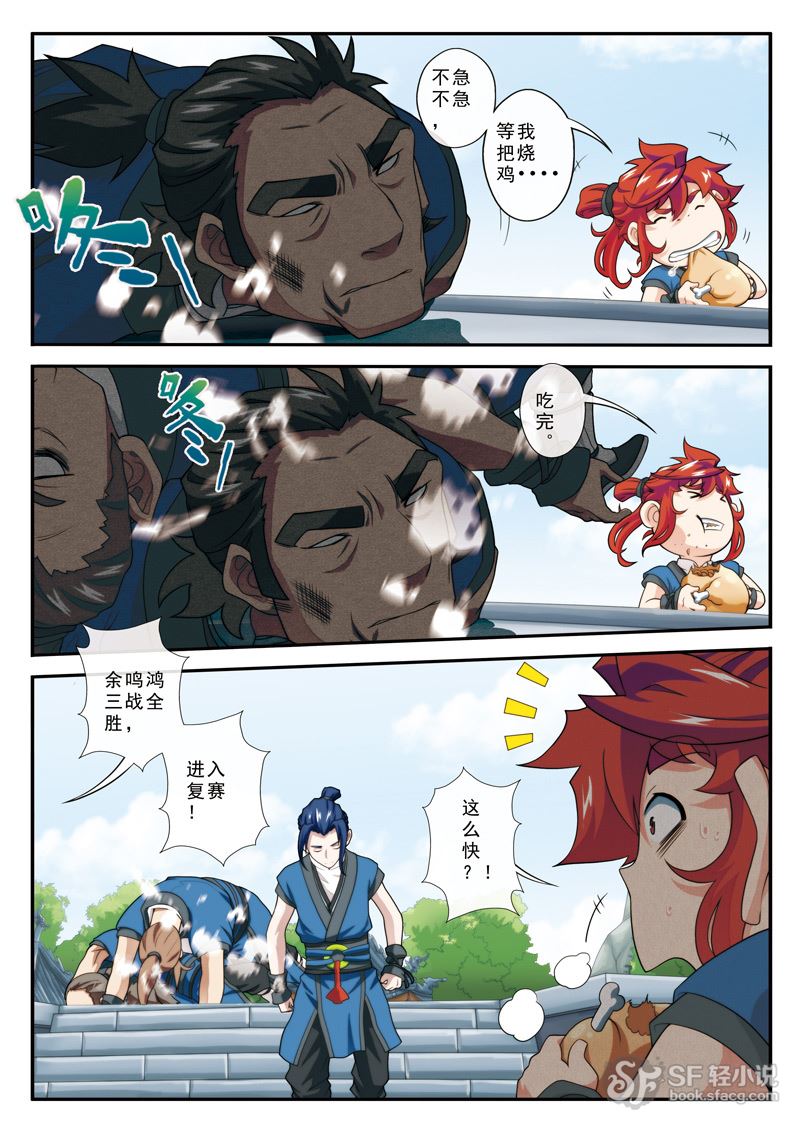 不急
不急
，
等我
把烧
鸡····
咚
吃
完
。
咚
余鸣鸿
三战全
胜，
进入
复赛
！
这
么
快
？！
SF轻小说
book.sfacg.com